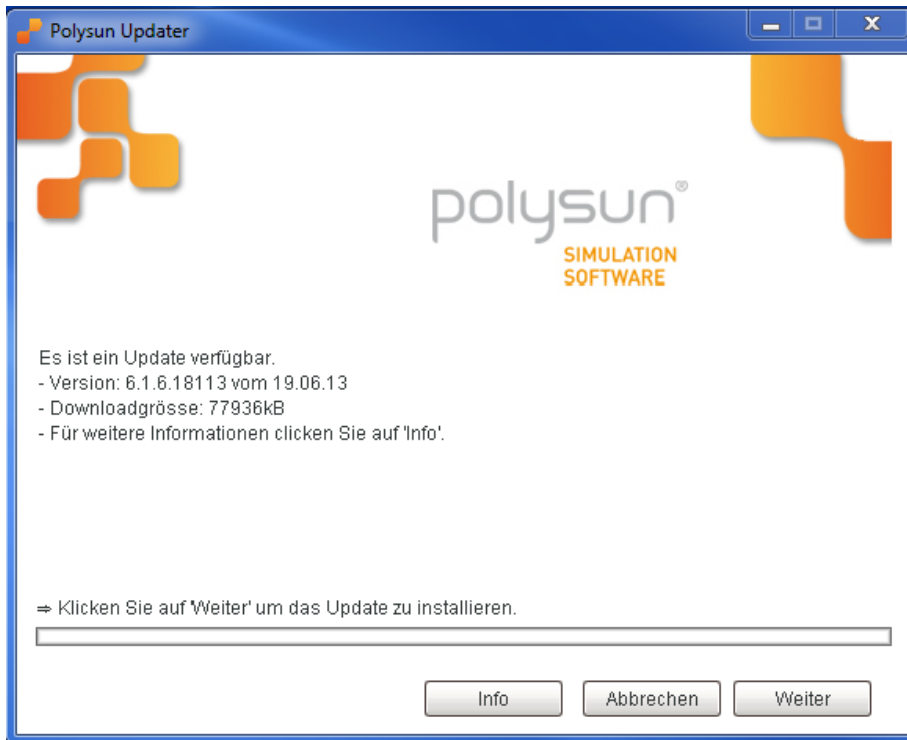 Polysun Updater
polysun®
SIMULATION
SOFTWARE
Es ist ein Update verfügbar.
- Version: 6.1.6.18113 vom 19.06.13
- Downloadgrösse: 77936kB
- Für weitere Informationen clicken Sie auf 'Info'.
⇒ Klicken Sie auf 'Weiter' um das Update zu installieren.
Info Abbrechen Weiter